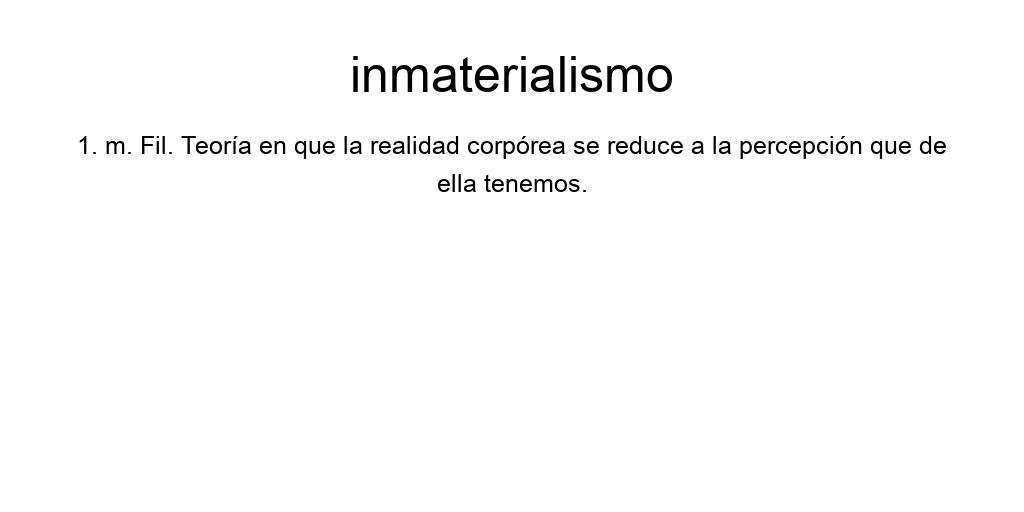 inmaterialismo
1. m. Fil. Teoría en que la realidad corpórea se reduce a la percepción que de
ella tenemos.